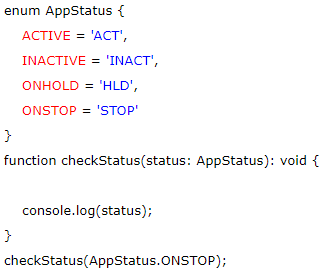 enum AppStatus {
ACTIVE = 'ACT',
INACTIVE = 'INACT',
ONHOLD = 'HLD',
ONSTOP = 'STOP'
}
function checkStatus(status: AppStatus): void {
console.log(status);
}
checkStatus(AppStatus.ONSTOP);